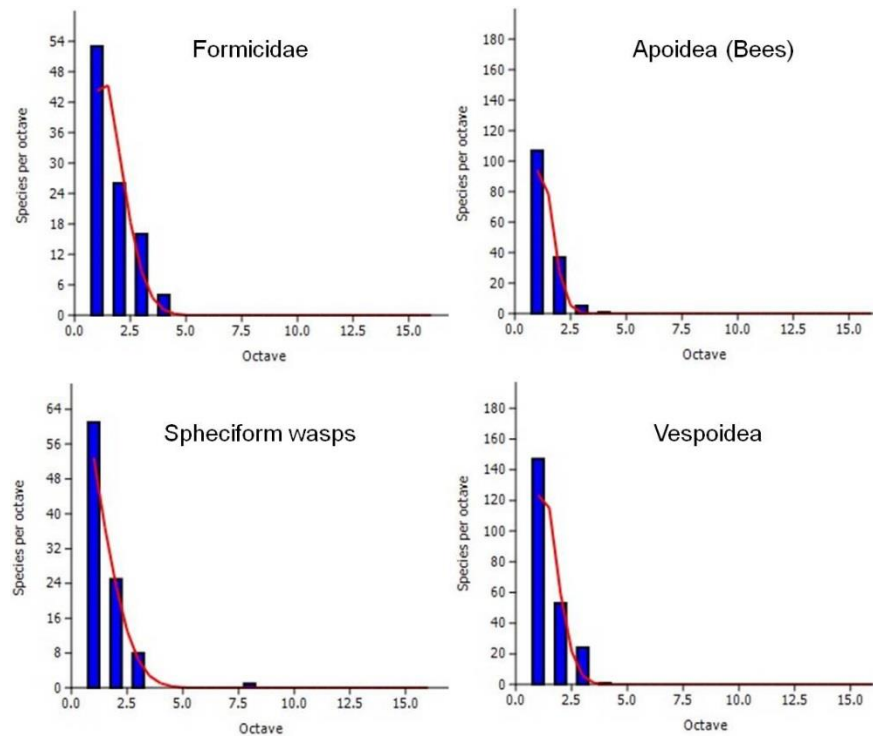 Formicidae
Species per octave
54
48
42
36
30
24
18
12
6
0
0.0 2.5 5.0 7.5 10.0 12.5 15.0
Octave
Apoidea (Bees)
Species per octave
180
160
140
120
100
80
60
40
20
0
0.0 2.5 5.0 7.5 10.0 12.5 15.0
Octave
Spheciform wasps
Species per octave
64
56
48
40
32
24
16
8
0
0.0 2.5 5.0 7.5 10.0 12.5 15.0
Octave
Vespoidea
Species per octave
180
160
140
120
100
80
60
40
20
0
0.0 2.5 5.0 7.5 10.0 12.5 15.0
Octave